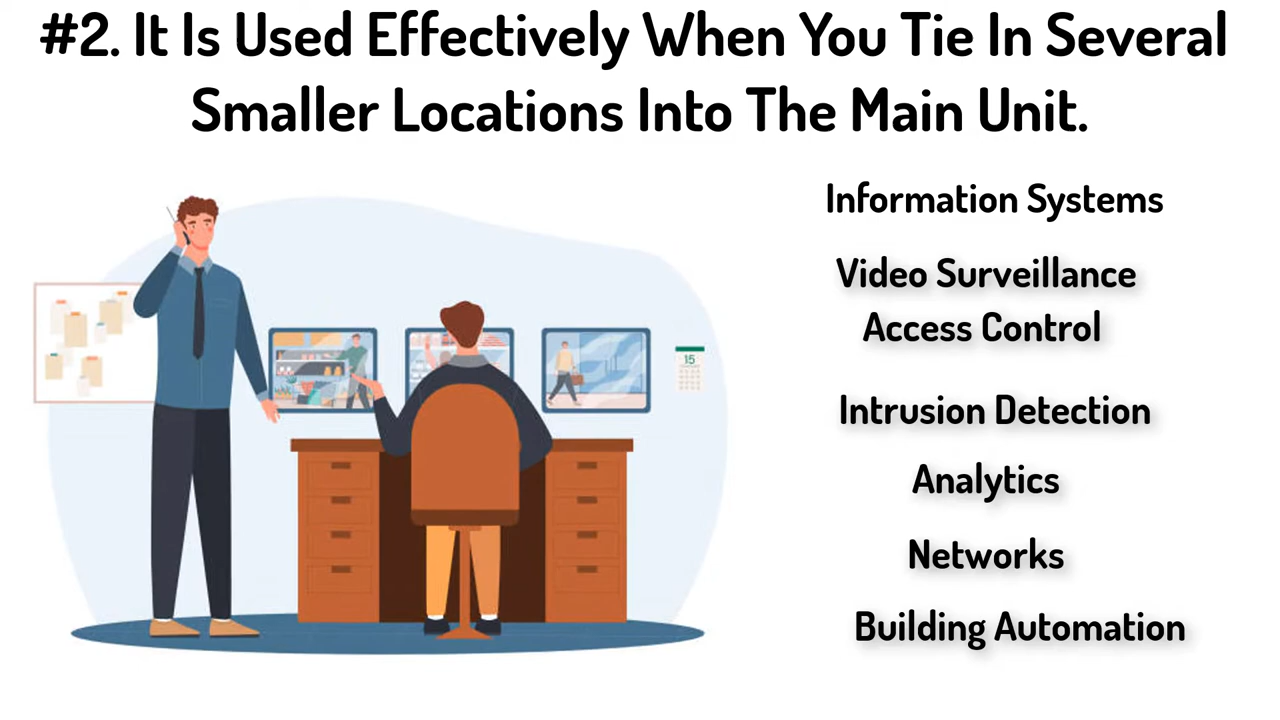 #2. It Is Used Effectively When You Tie In Several
Smaller Locations Into The Main Unit.
Information Systems
Video Surveillance
Access Control
Intrusion Detection
Analytics
Networks
Building Automation
15